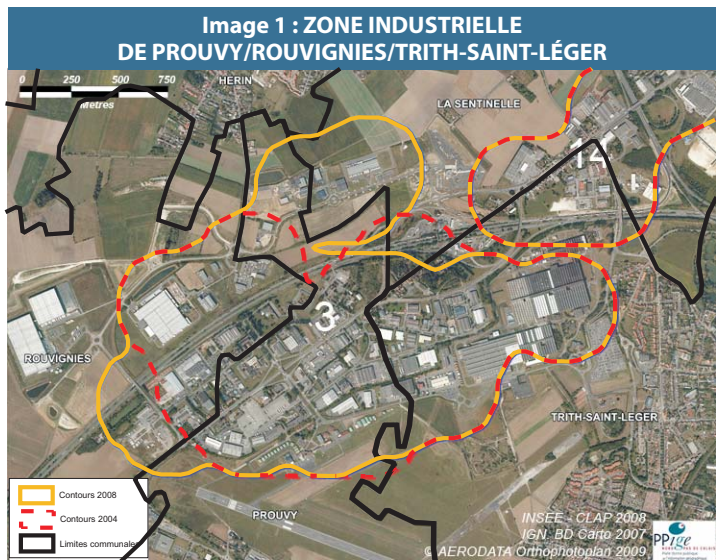 Image 1 : ZONE INDUSTRIELLE
DE PROUVY/ROUVIGNIES/TRITH-SAINT-LÉGER
0 250 500 750
Mètres
HERIN
LA SENTINELLE
14
3
ROUVIGNIES
TRITH-SAINT-LEGER
PROUVY
Contours 2008
Contours 2004
Limites communales
INSEE - CLAP 2008
IGN, BD Carto 2007
© AERODATA Orthophotoplan 2009
PPige